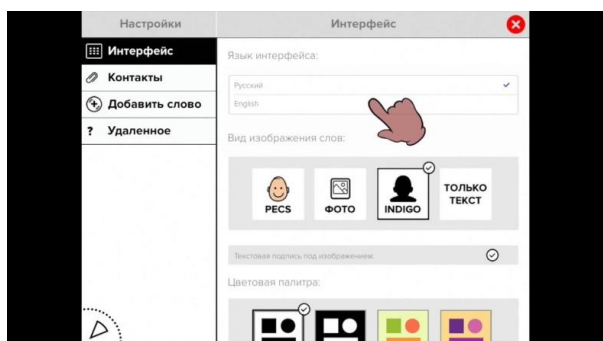 Настройки
Интерфейс
Интерфейс
Контакты
Добавить слово
? Удаленное
Язык интерфейса:
Русский
English
Вид изображения слов:
PECS
ФОТО
INDIGO
ТОЛЬКО
ТЕКСТ
Текстовая подпись под изображением:
Цветовая палитра: